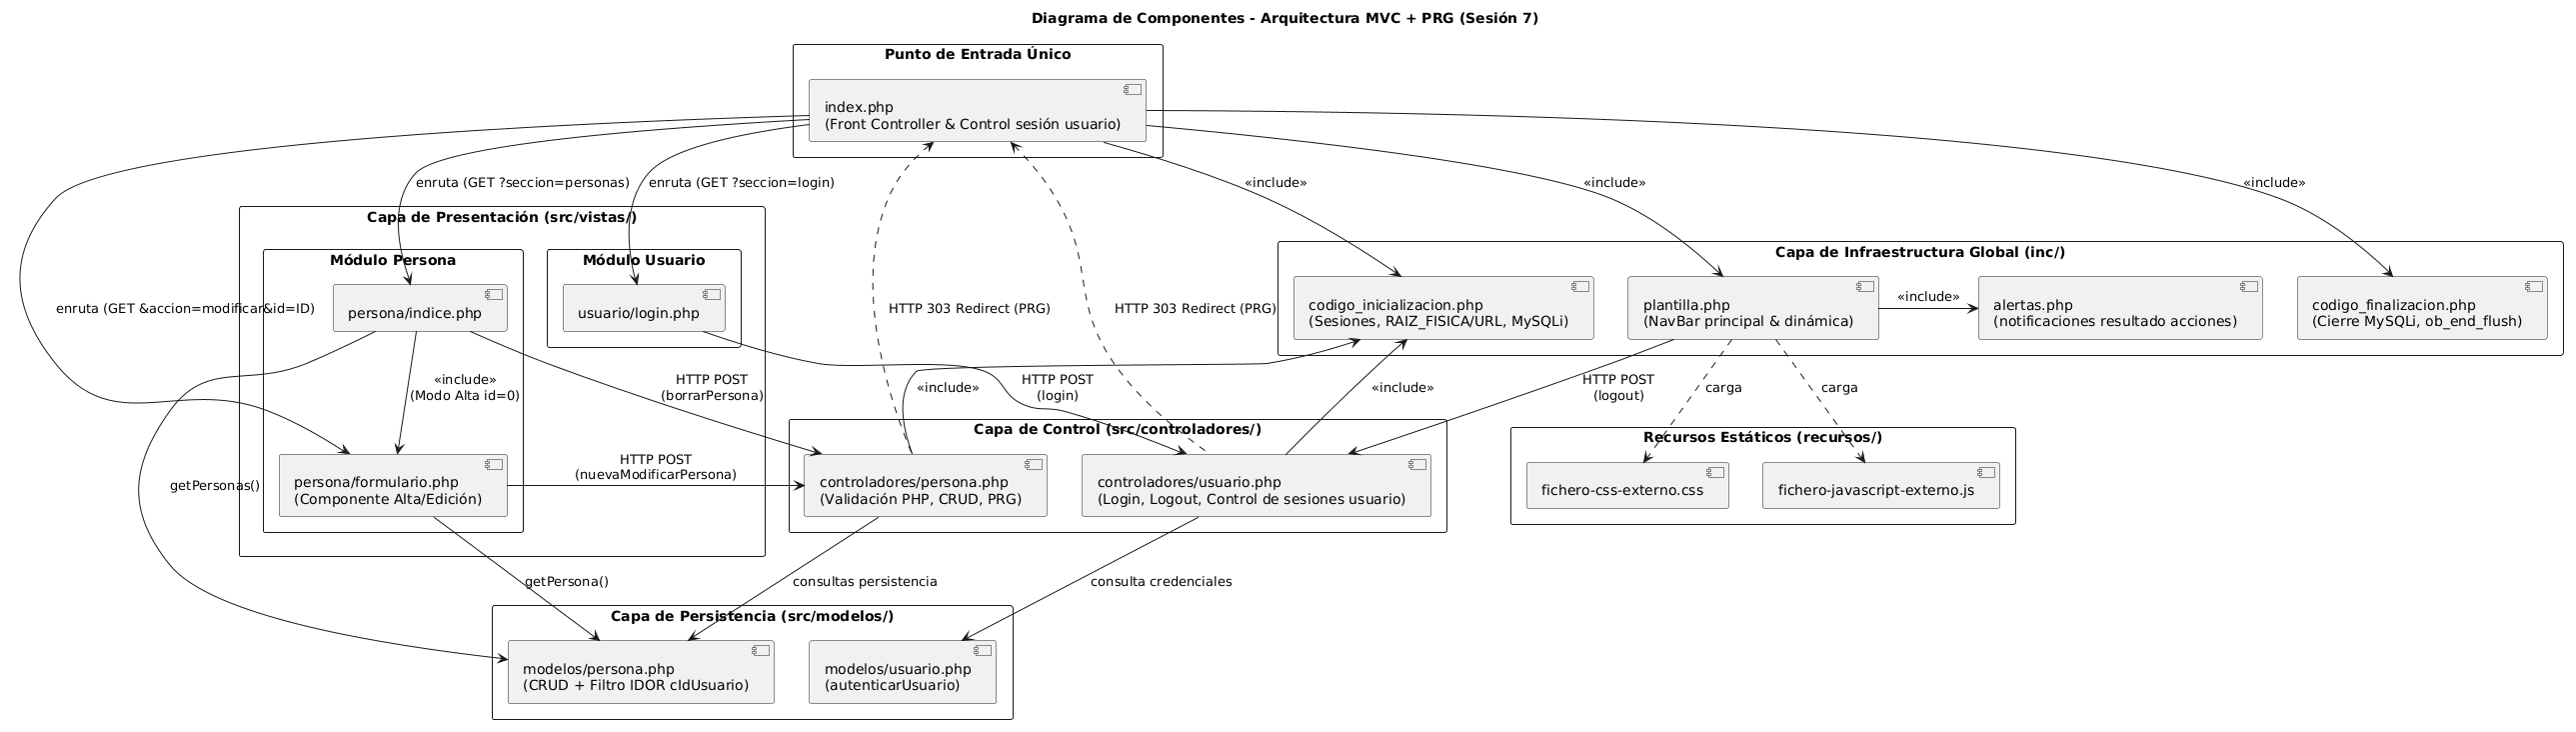 Diagrama de Componentes - Arquitectura MVC + PRG (Sesión 7)
Punto de Entrada Único
index.php
(Front Controller & Control sesión usuario)
enruta (GET ?seccion=personas)
enruta (GET ?seccion=login)
«include»
«include»
«include»
Capa de Presentación (src/vistas/)
Módulo Persona
Módulo Usuario
persona/indice.php
usuario/login.php
enruta (GET &accion=modificar&id=ID)
HTTP 303 Redirect (PRG)
HTTP 303 Redirect (PRG)
Capa de Infraestructura Global (inc/)
codigo_inicializacion.php
(Sesiones, RAIZ_FISICA/URL, MySQLi)
plantilla.php
(NavBar principal & dinámica)
«include»
alertas.php
(notificaciones resultado acciones)
codigo_finalizacion.php
(Cierre MySQLi, ob_end_flush)
«include»
(Modo Alta id=0)
HTTP POST
(borrarPersona)
«include»
HTTP POST
(login)
«include»
HTTP POST
(logout)
carga
carga
Capa de Control (src/controladores/)
Recursos Estáticos (recursos/)
getPersonas()
persona/formulario.php
(Componente Alta/Edición)
HTTP POST
(nuevaModificarPersona)
controladores/persona.php
(Validación PHP, CRUD, PRG)
controladores/usuario.php
(Login, Logout, Control de sesiones usuario)
fichero-css-externo.css
fichero-javascript-externo.js
getPersona()
consultas persistencia
consulta credenciales
Capa de Persistencia (src/modelos/)
modelos/persona.php
(CRUD + Filtro IDOR cIdUsuario)
modelos/usuario.php
(autenticarUsuario)